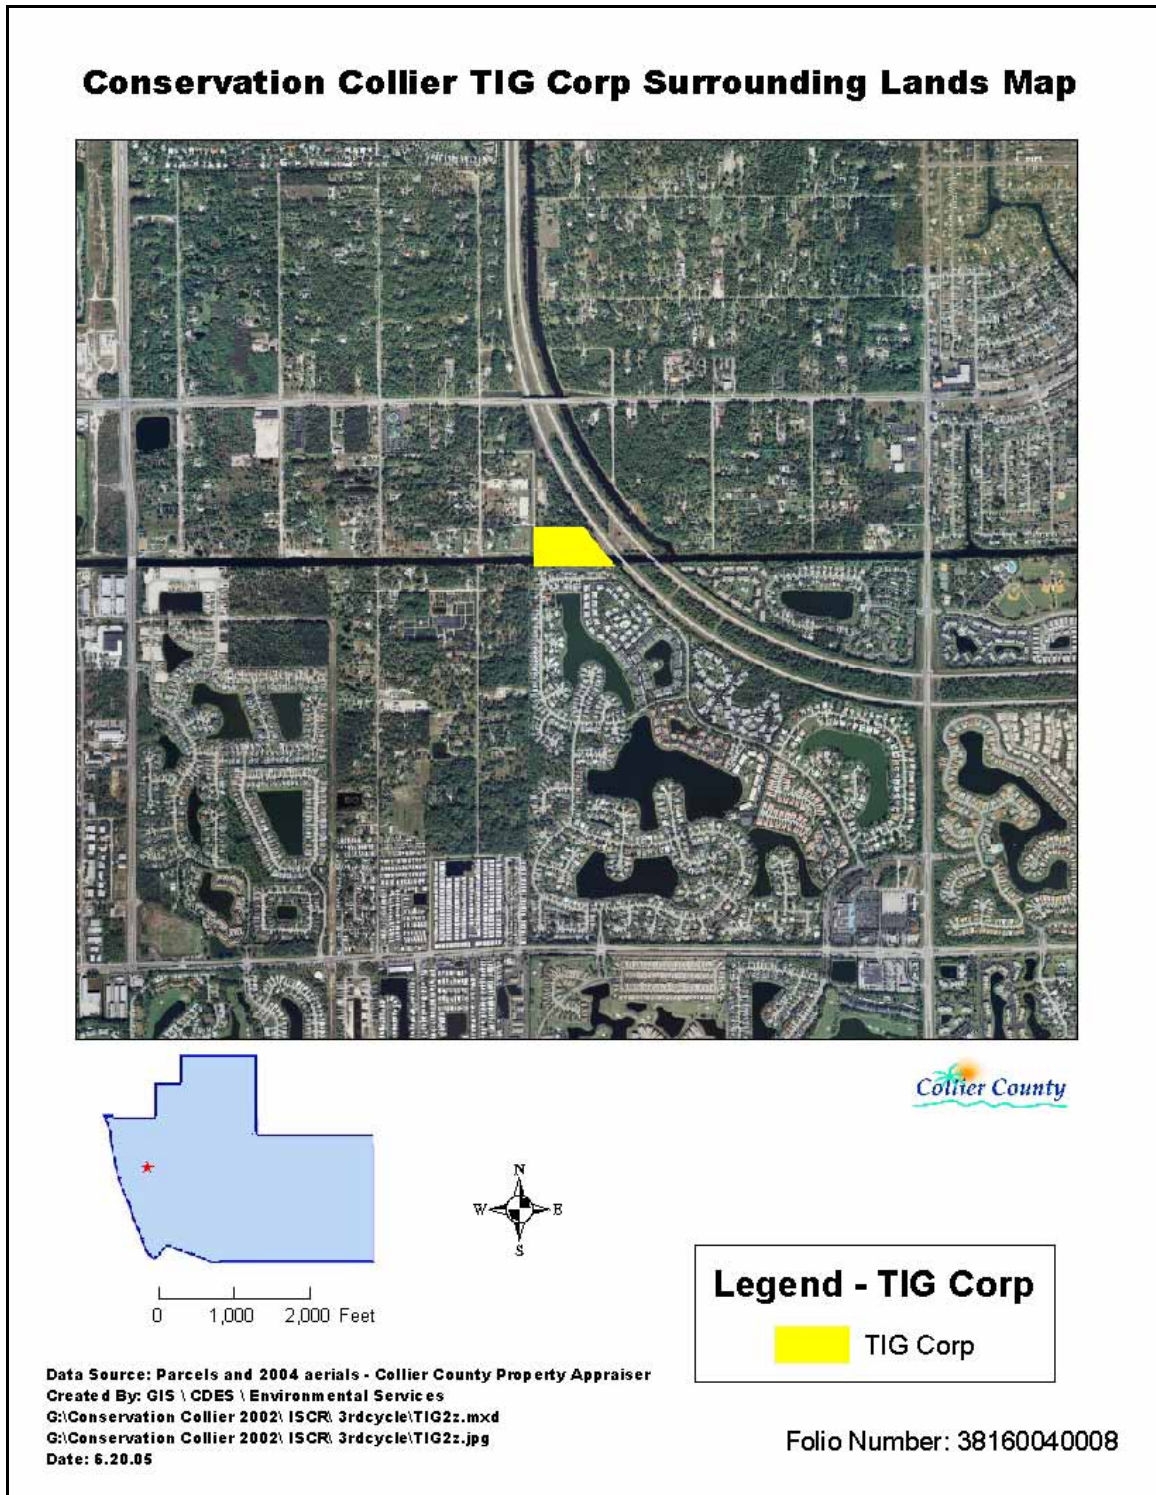 Conservation Collier TIG Corp Surrounding Lands Map
Collier County
N
W E
S
0 1,000 2,000 Feet
Legend - TIG Corp
TIG Corp
Data Source: Parcels and 2004 aerials - Collier County Property Appraiser
Created By: GIS \ CDES \ Environmental Services
G:\Conservation Collier 2002\ ISCR\ 3rdcycle\TIG2z.mxd
G:\Conservation Collier 2002\ ISCR\ 3rdcycle\TIG2z.jpg
Date: 6.20.05
Folio Number: 38160040008